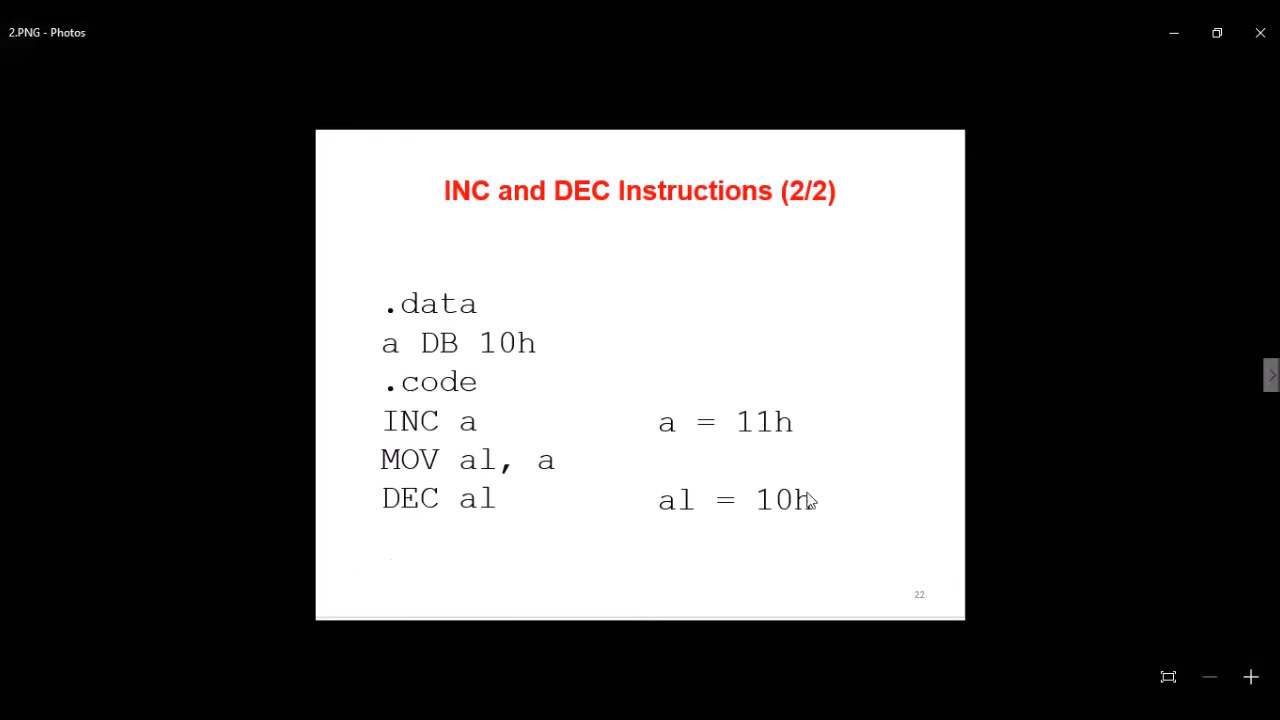 2.PNG - Photos
INC and DEC Instructions (2/2)
.data
a DB 10h
.code
INC a a = 11h
MOV al, a
DEC al al = 10h
22